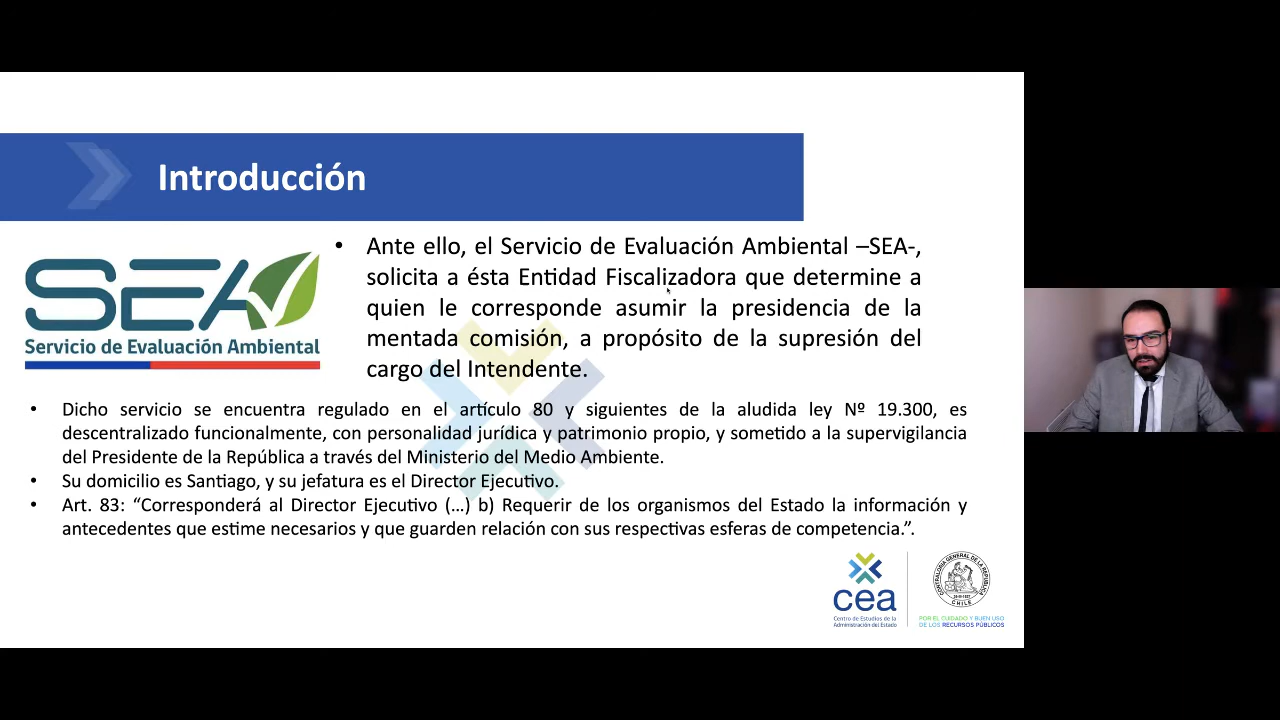 Introducción
SEA
Servicio de Evaluación Ambiental
• Ante ello, el Servicio de Evaluación Ambiental –SEA-,
solicita a ésta Entidad Fiscalizadora que determine a
quien le corresponde asumir la presidencia de la
mentada comisión, a propósito de la supresión del
cargo del Intendente.
• Dicho servicio se encuentra regulado en el artículo 80 y siguientes de la aludida ley Nº 19.300, es
descentralizado funcionalmente, con personalidad jurídica y patrimonio propio, y sometido a la supervigilancia
del Presidente de la República a través del Ministerio del Medio Ambiente.
• Su domicilio es Santiago, y su jefatura es el Director Ejecutivo.
• Art. 83: “Corresponderá al Director Ejecutivo (…) b) Requerir de los organismos del Estado la información y
antecedentes que estime necesarios y que guarden relación con sus respectivas esferas de competencia.”.
cea
Centro de Estudios de la
Administración del Estado
CONTRALORÍA GENERAL DE LA REPÚBLICA
CHILE
POR EL CUIDADO Y BUEN USO
DE LOS RECURSOS PÚBLICOS